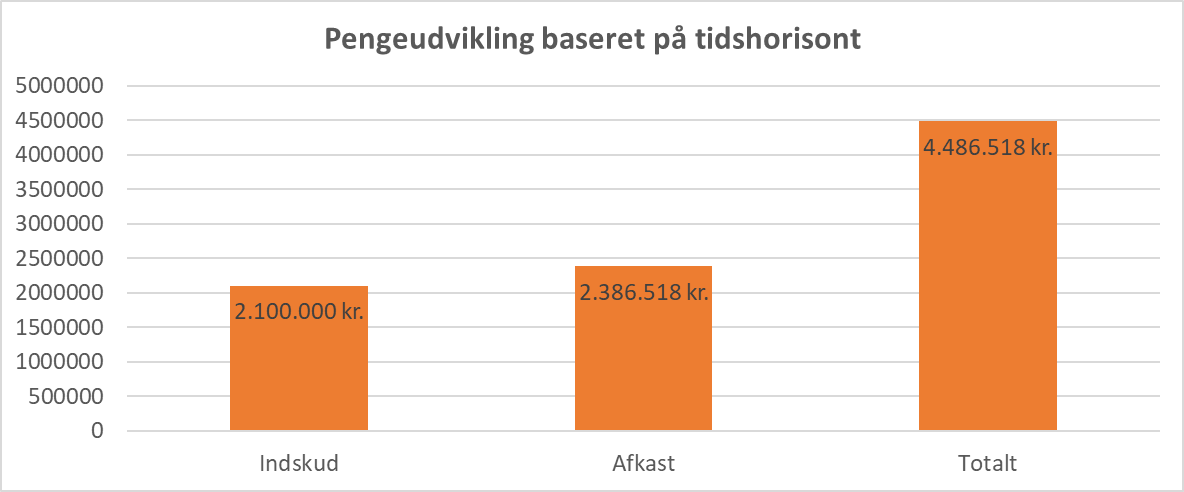 Pengeudvikling baseret på tidshorisont
5000000
4500000
4000000
3500000
3000000
2500000
2000000
1500000
1000000
500000
0
2.100.000 kr.
2.386.518 kr.
4.486.518 kr.
Indskud
Afkast
Totalt